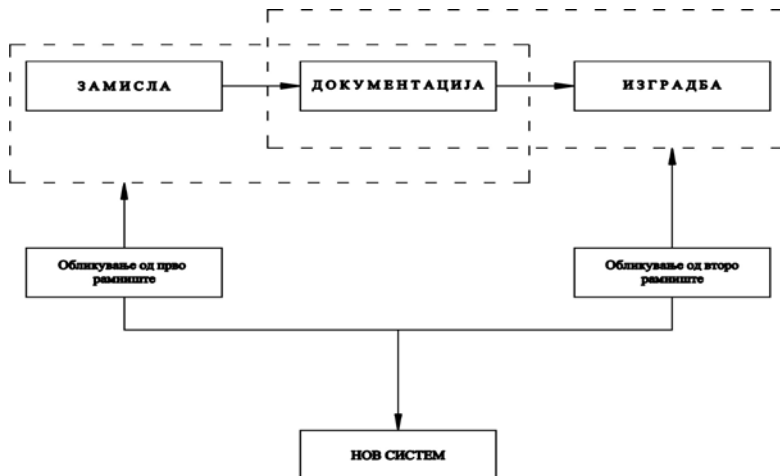 ЗАМИСЛА
ДОКУМЕНТАЦИЈА
ИЗГРАДБА
Обликување од прво
рамниште
Обликување од второ
рамниште
НОВ СИСТЕМ